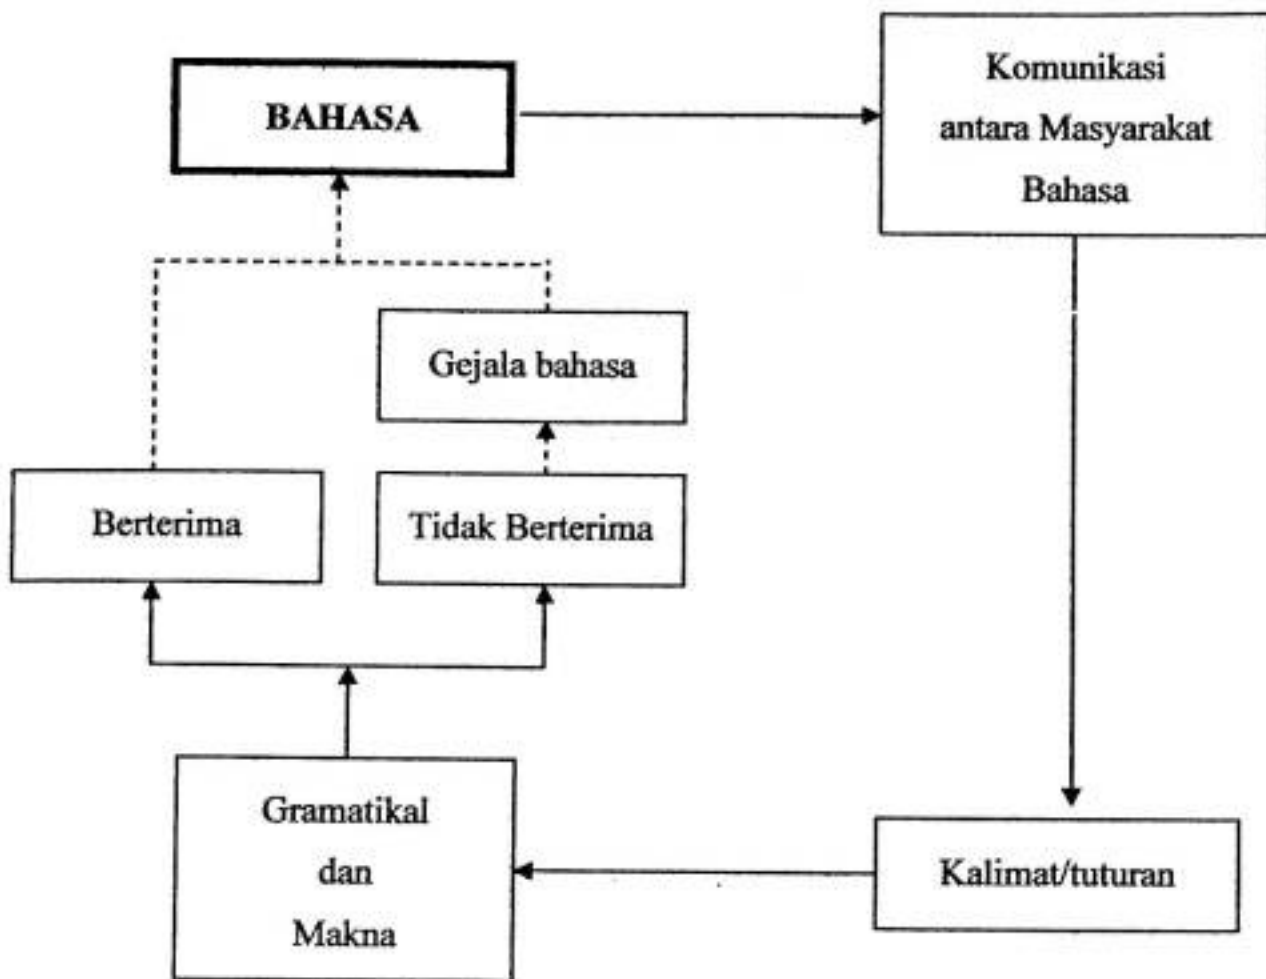 BAHASA
Komunikasi
antara Masyarakat
Bahasa
Gejala bahasa
Berterima
Tidak Berterima
Gramatikal
dan
Makna
Kalimat/tuturan